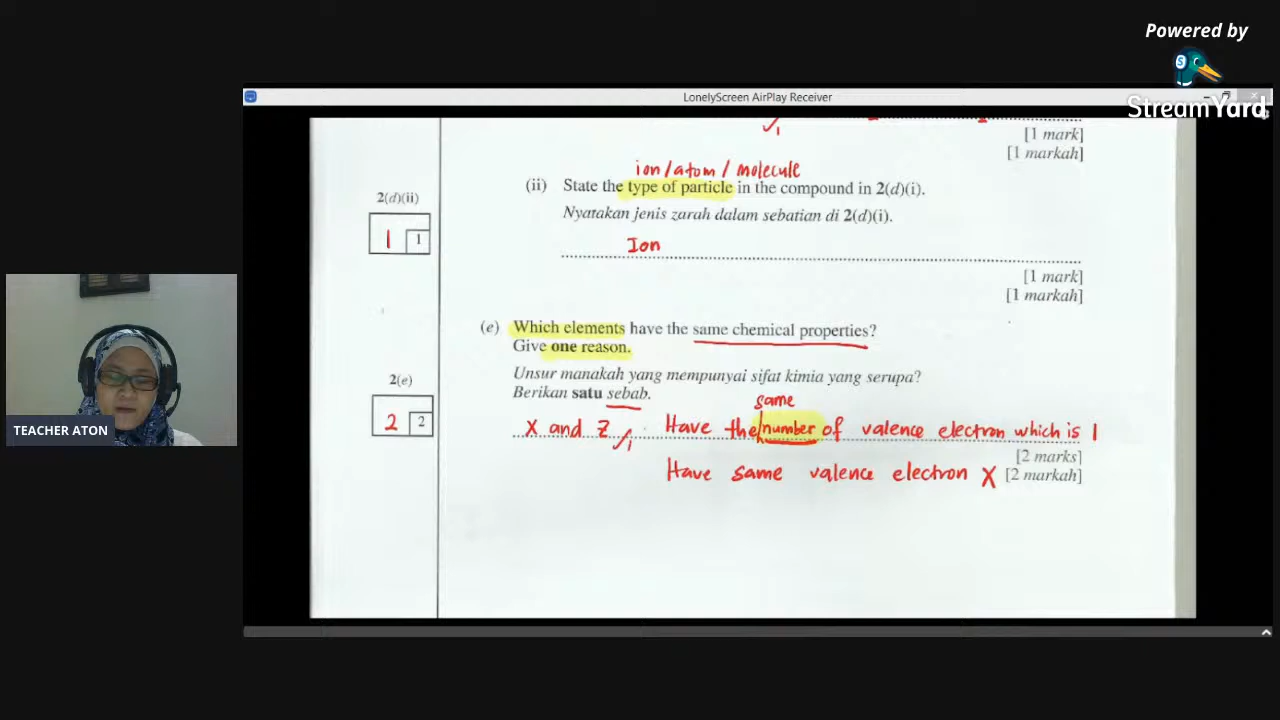 Powered by
StreamYard
LonelyScreen AirPlay Receiver
[1 mark]
[1 markah]
ion/atom/molecule
(ii) State the type of particle in the compound in 2(d)(i).
2(d)(ii)
Nyatakan jenis zarah dalam sebatian di 2(d)(i).
1 1
Ion
[1 mark]
[1 markah]
(e) Which elements have the same chemical properties?
Give one reason.
Unsur manakah yang mempunyai sifat kimia yang serupa?
2(e)
Berikan satu sebab.
same
2 2
X and Z /1 Have the number of valence electron which is 1
[2 marks]
Have same valence electron X [2 markah]
TEACHER ATON